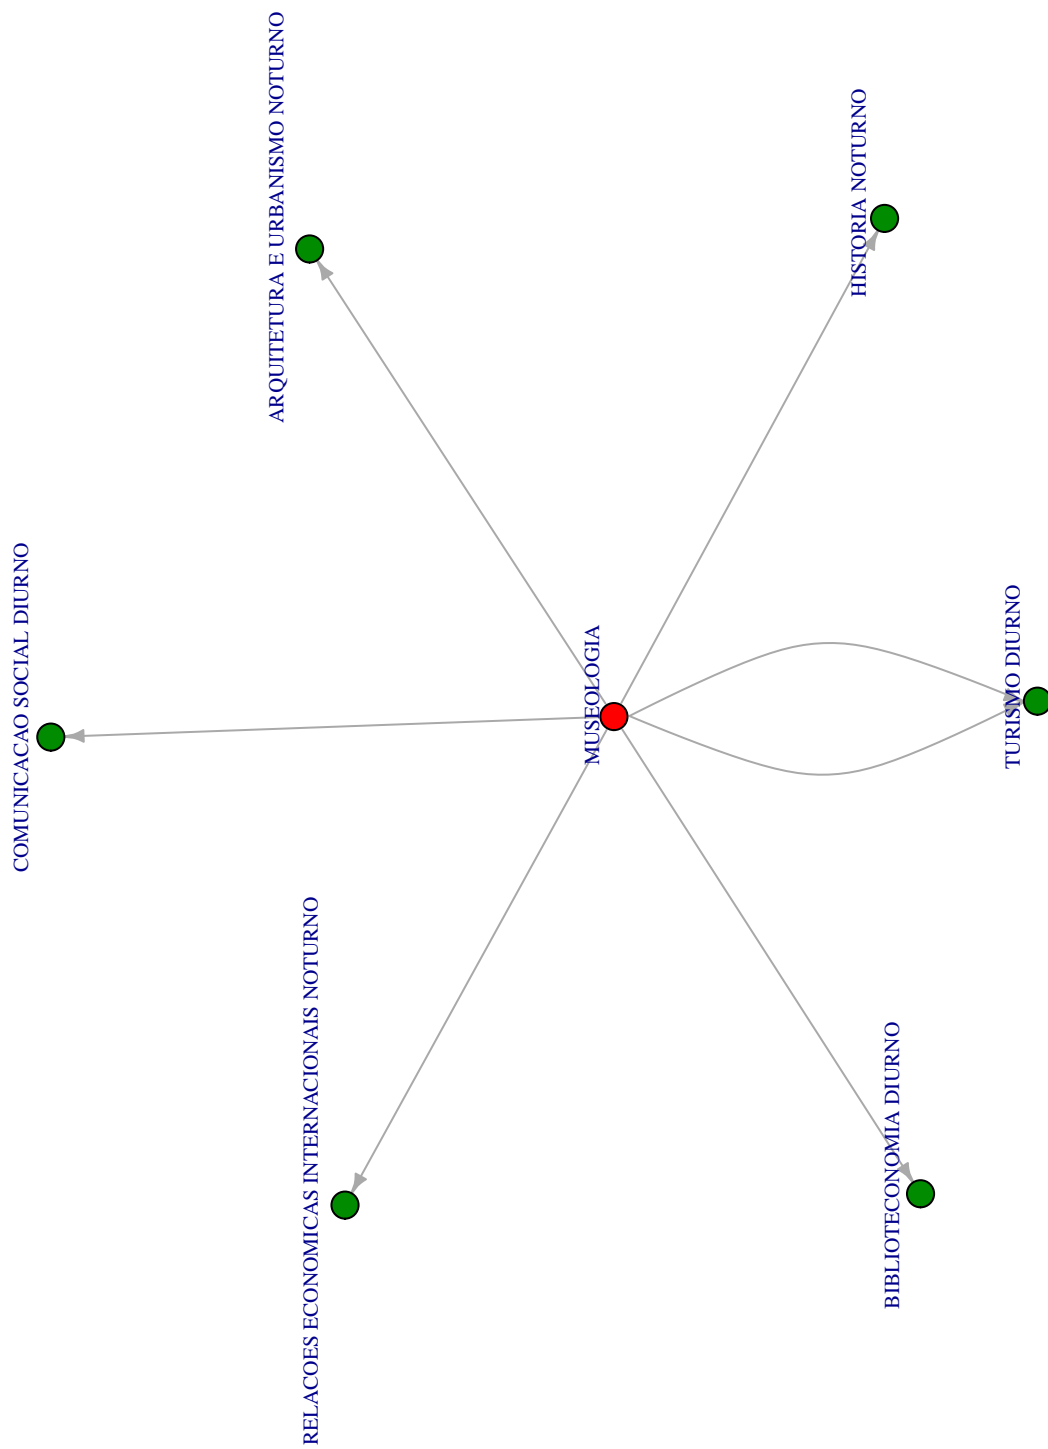 COMUNICACAO SOCIAL DIURNO
ARQUITETURA E URBANISMO NOTURNO
RELACOES ECONOMICAS INTERNACIONAIS NOTURNO
MUSEOLOGIA
HISTORIA NOTURNO
BIBLIOTECONOMIA DIURNO
TURISMO DIURNO